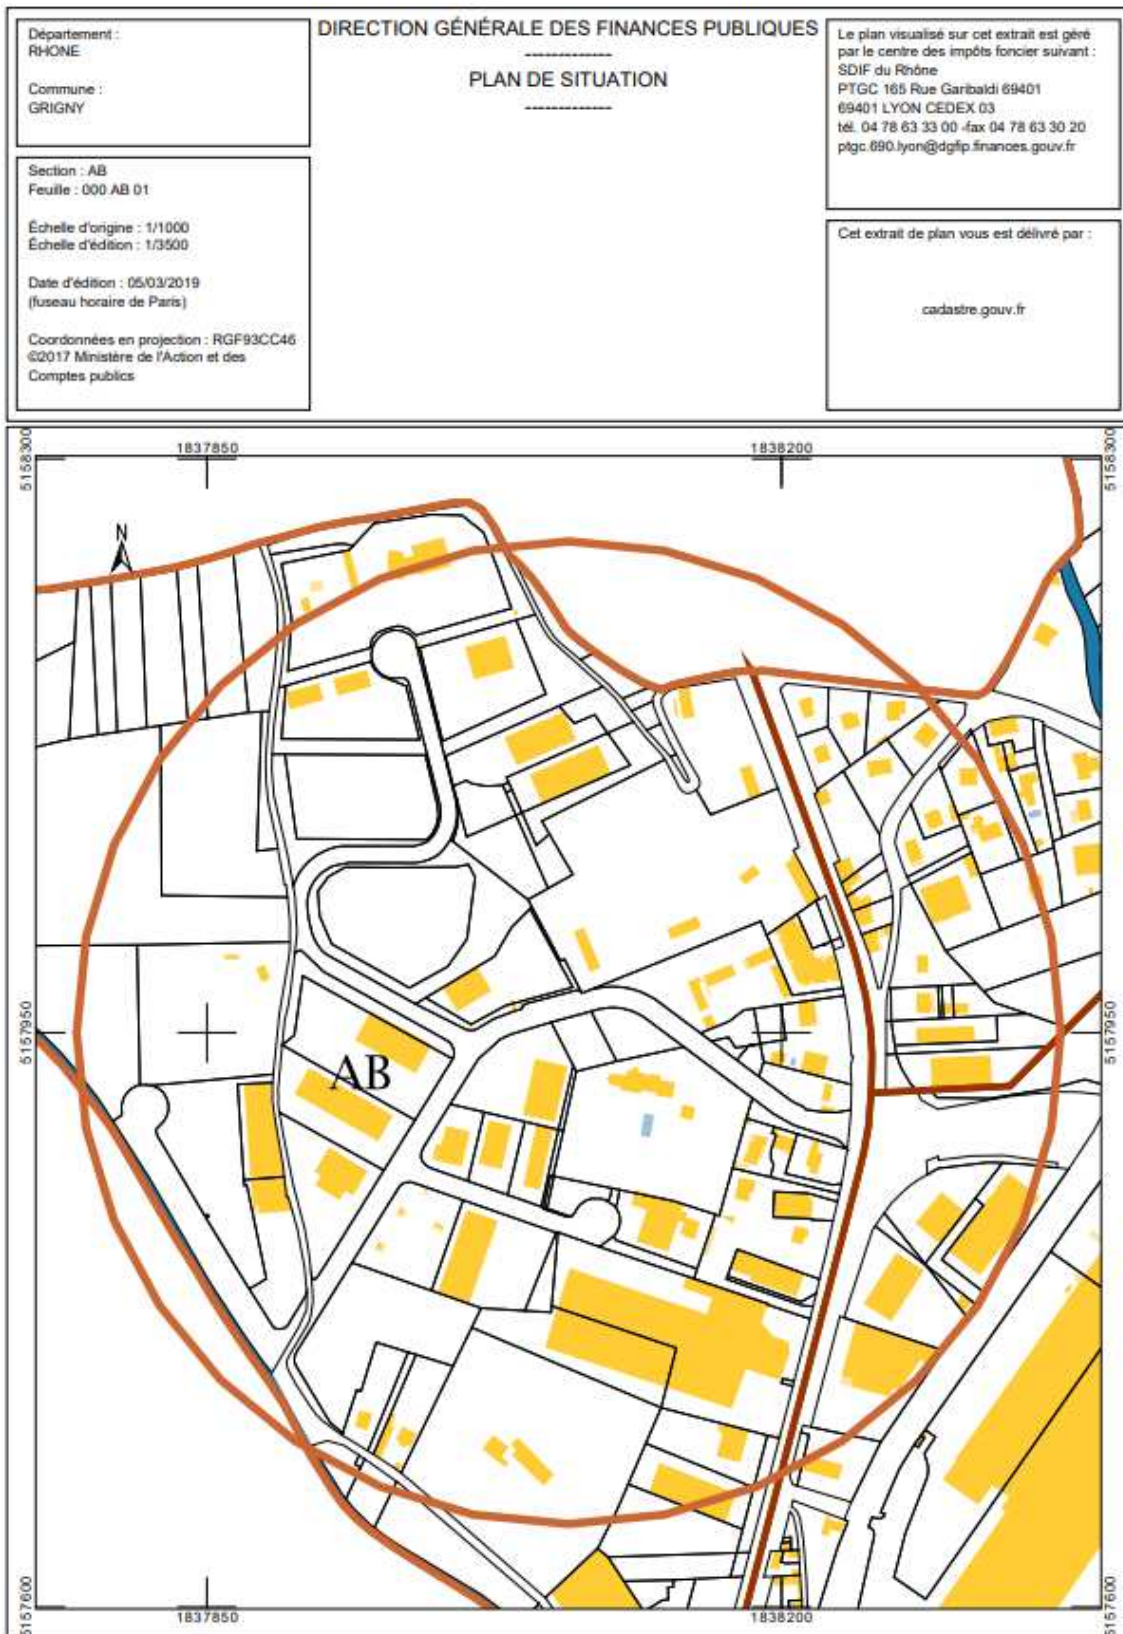 Département :
RHONE
Commune :
GRIGNY
Section : AB
Feuille : 000 AB 01
Échelle d'origine : 1/1000
Échelle d'édition : 1/3500
Date d'édition : 05/03/2019
(fuseau horaire de Paris)
Coordonnées en projection : RGF93CC46
©2017 Ministère de l'Action et des
Comptes publics
DIRECTION GÉNÉRALE DES FINANCES PUBLIQUES
-------------
PLAN DE SITUATION
-------------
Le plan visualisé sur cet extrait est géré
par le centre des impôts foncier suivant :
SDIF du Rhône
PTGC 165 Rue Garibaldi 69401
69401 LYON CEDEX 03
tél. 04 78 63 33 00 -fax 04 78 63 30 20
ptgc.690.lyon@dgfip.finances.gouv.fr
Cet extrait de plan vous est délivré par :
cadastre.gouv.fr
1837850
1838200
5158300
5158300
N
5157950
5157950
AB
5157600
5157600
1837850
1838200